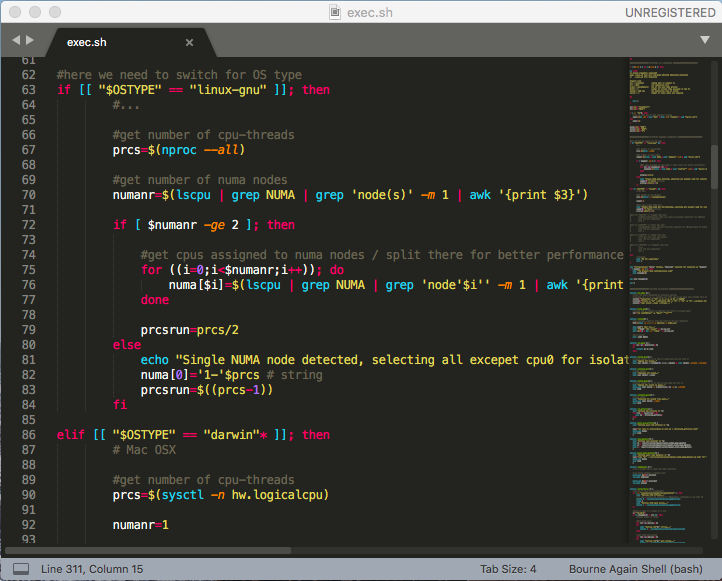 exec.sh
UNREGISTERED
exec.sh
61
62 #here we need to switch for OS type
63 if [[ "$OSTYPE" == "linux-gnu" ]]; then
64 #...
65
66 #get number of cpu-threads
67 prcs=$(nproc --all)
68
69 #get number of numa nodes
70 numanr=$(lscpu | grep NUMA | grep 'node(s)' -m 1 | awk '{print $3}')
71
72 if [ $numanr -ge 2 ]; then
73
74 #get cpus assigned to numa nodes / split there for better performance
75 for ((i=0;i<$numanr;i++)); do
76 numa[$i]=$(lscpu | grep NUMA | grep 'node'$i'' -m 1 | awk '{print
77 done
78
79 prcsrun=prcs/2
80 else
81 echo "Single NUMA node detected, selecting all excepet cpu0 for isolat
82 numa[0]='1-'$prcs # string
83 prcsrun=$((prcs-1))
84 fi
85
86 elif [[ "$OSTYPE" == "darwin"* ]]; then
87 # Mac OSX
88
89 #get number of cpu-threads
90 prcs=$(sysctl -n hw.logicalcpu)
91
92 numanr=1
93
Line 311, Column 15
Tab Size: 4
Bourne Again Shell (bash)